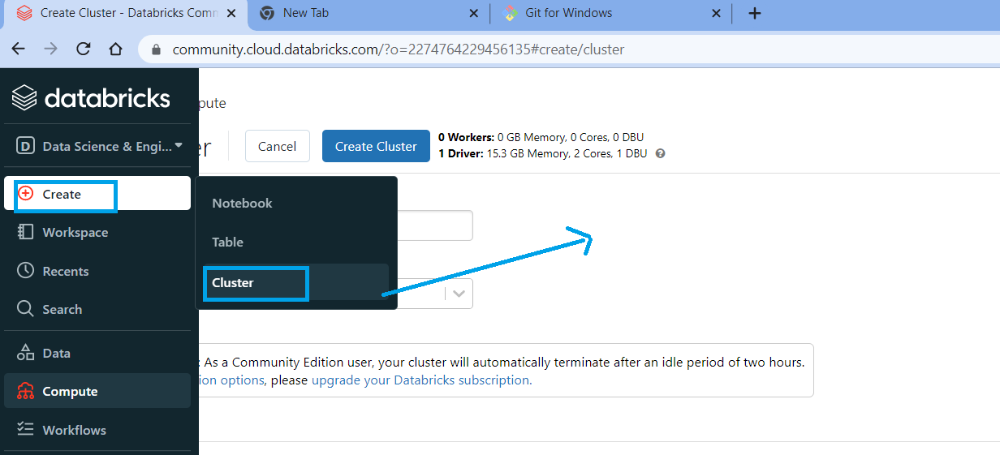 Create Cluster - Databricks Comm
New Tab
Git for Windows
community.cloud.databricks.com/?o=2274764229456135#create/cluster
databricks
D Data Science & Engi...
Create
Workspace
Recents
Search
Data
Compute
Workflows
Notebook
Table
Cluster
pute
er
Cancel
Create Cluster
0 Workers: 0 GB Memory, 0 Cores, 0 DBU
1 Driver: 15.3 GB Memory, 2 Cores, 1 DBU ?
: As a Community Edition user, your cluster will automatically terminate after an idle period of two hours.
ion options, please upgrade your Databricks subscription.